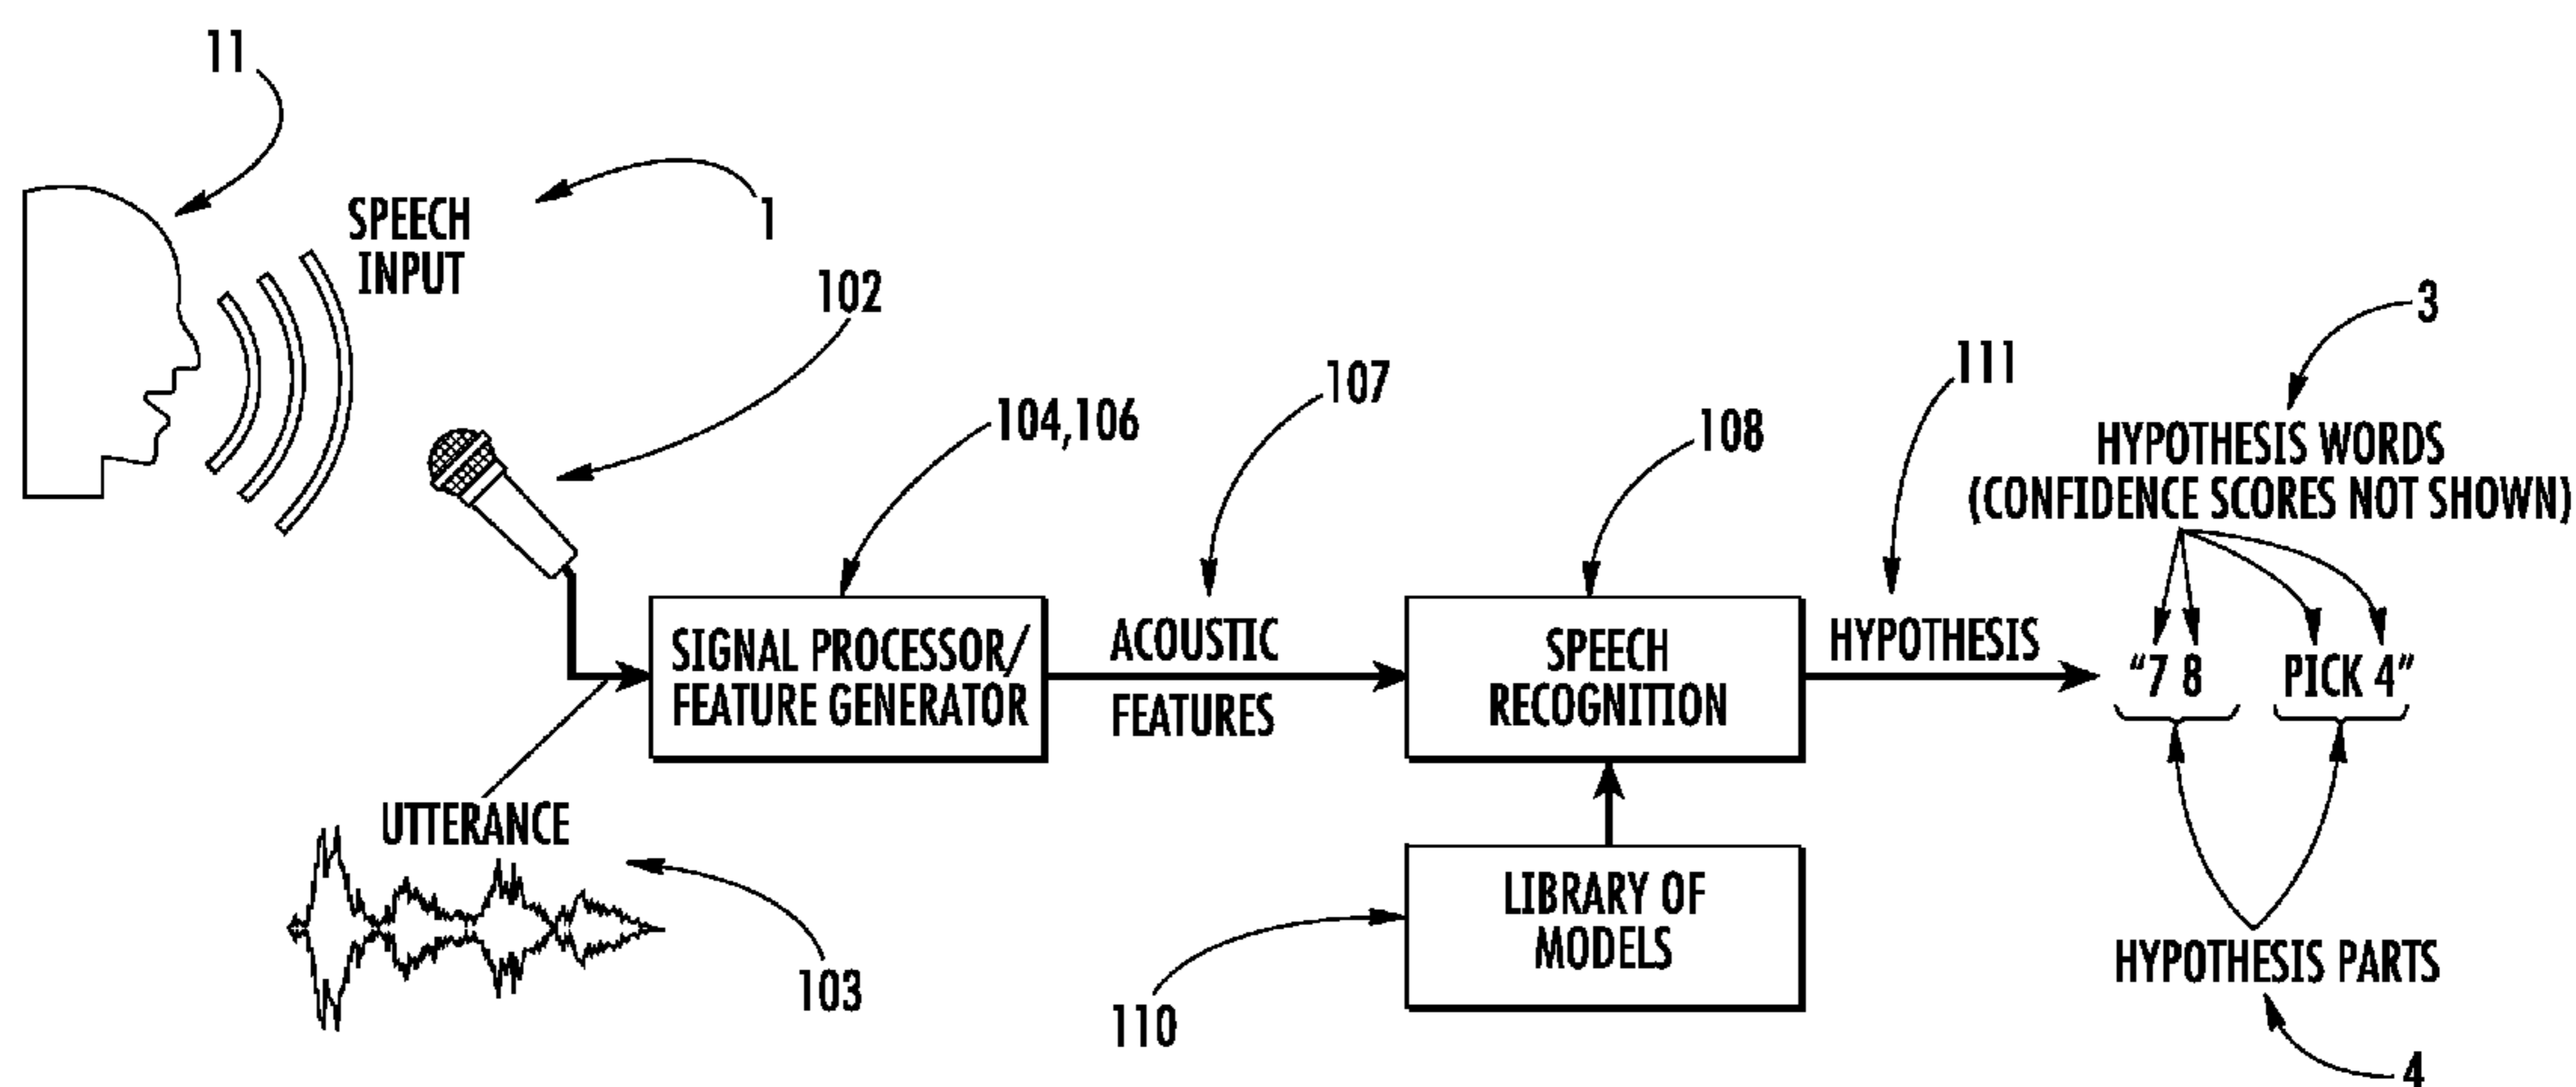 11
SPEECH
INPUT
1
102
104,106
107
108
111
3
HYPOTHESIS WORDS
(CONFIDENCE SCORES NOT SHOWN)
SIGNAL PROCESSOR/
FEATURE GENERATOR
ACOUSTIC
FEATURES
SPEECH
RECOGNITION
HYPOTHESIS
"7 8 PICK 4"
UTTERANCE
103
LIBRARY OF
MODELS
110
HYPOTHESIS PARTS
4